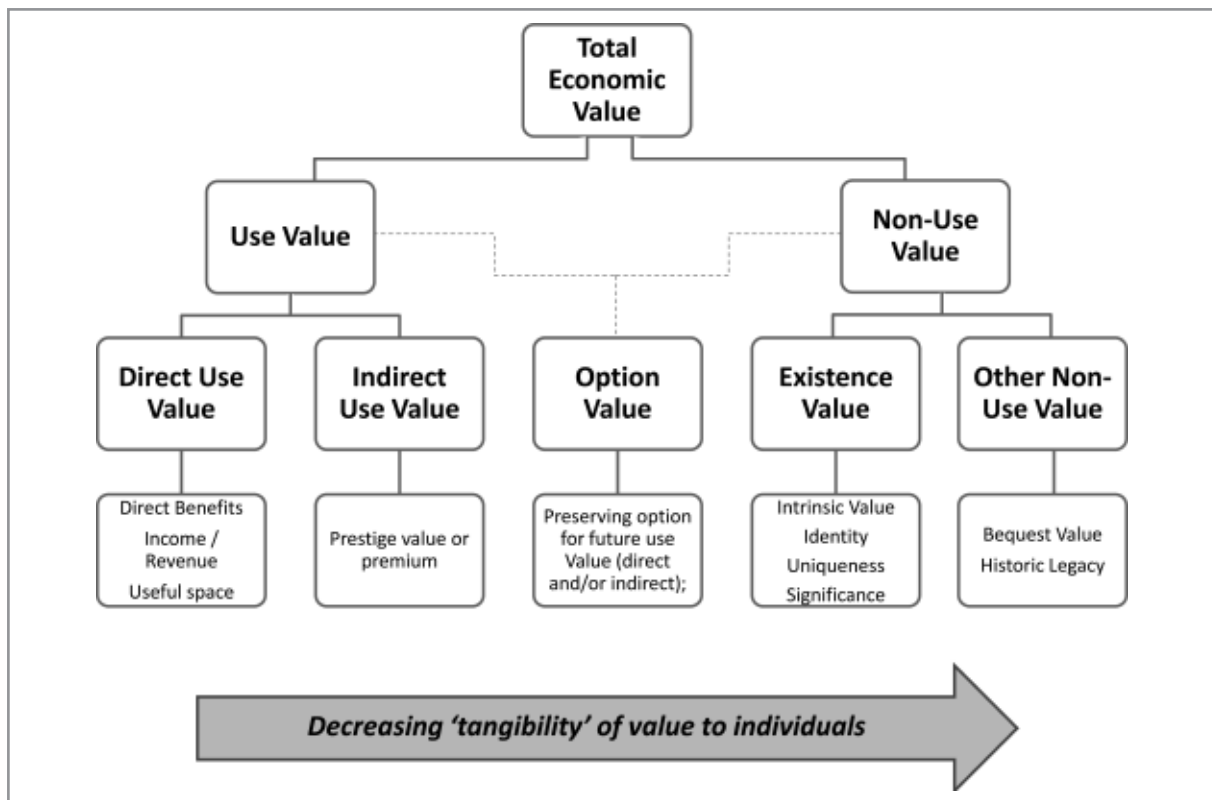 Total
Economic
Value
Use Value
Non-Use
Value
Direct Use
Value
Indirect
Use Value
Option
Value
Existence
Value
Other Non-
Use Value
Direct Benefits
Income /
Revenue
Useful space
Prestige value or
premium
Preserving option
for future use
Value (direct
and/or indirect);
Intrinsic Value
Identity
Uniqueness
Significance
Bequest Value
Historic Legacy
Decreasing ‘tangibility’ of value to individuals